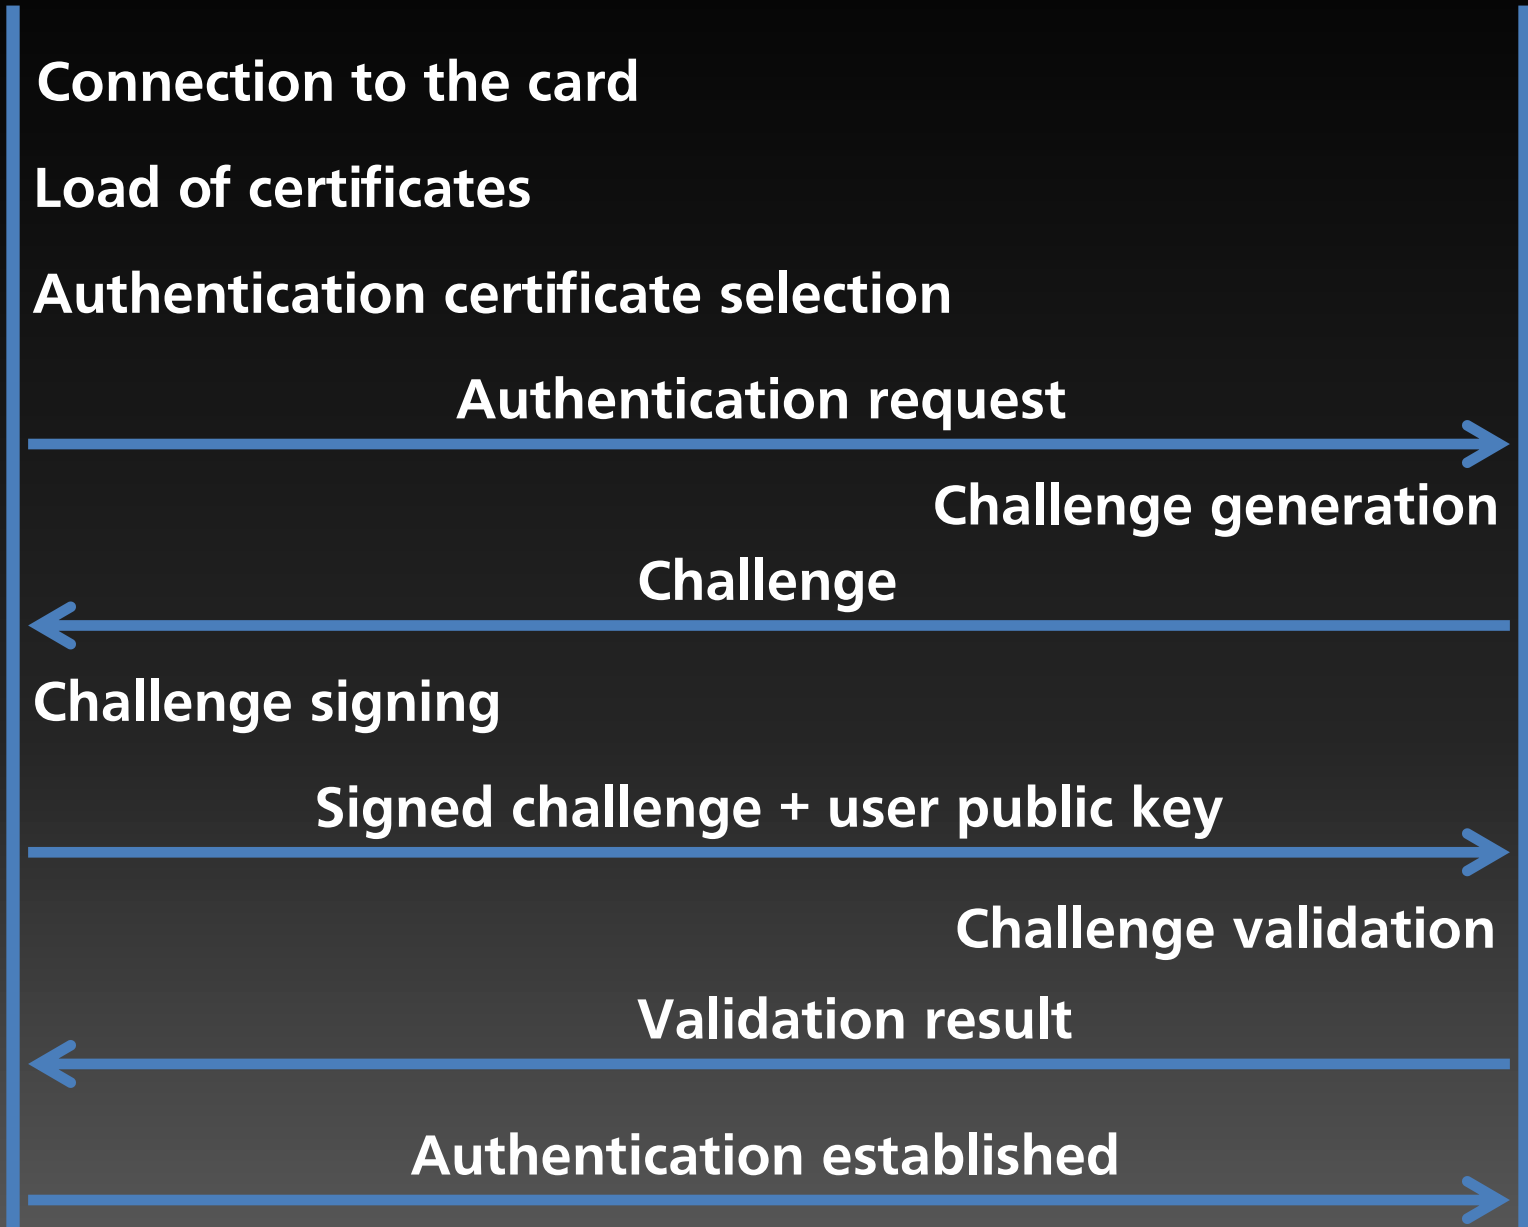 Connection to the card
Load of certificates
Authentication certificate selection
Authentication request
Challenge generation
Challenge
Challenge signing
Signed challenge + user public key
Challenge validation
Validation result
Authentication established